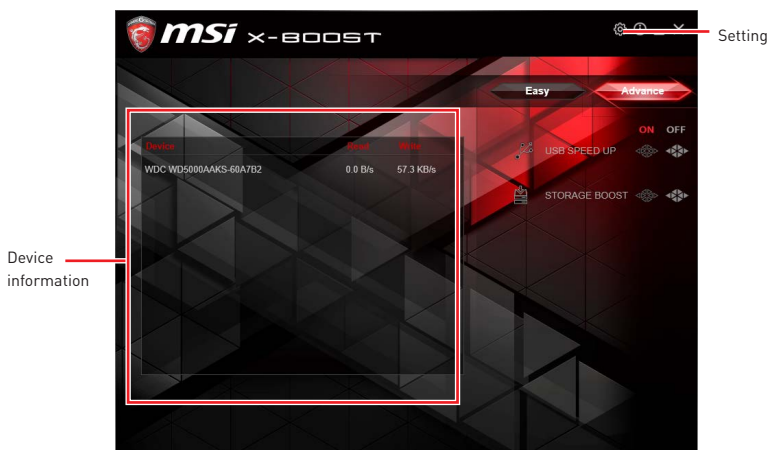 msi X-BOOST
Setting
Easy
Advance
ON OFF
Device Read Write
USB SPEED UP
WDC WD5000AAKS-60A7B2 0.0 B/s 57.3 KB/s
STORAGE BOOST
Device
information